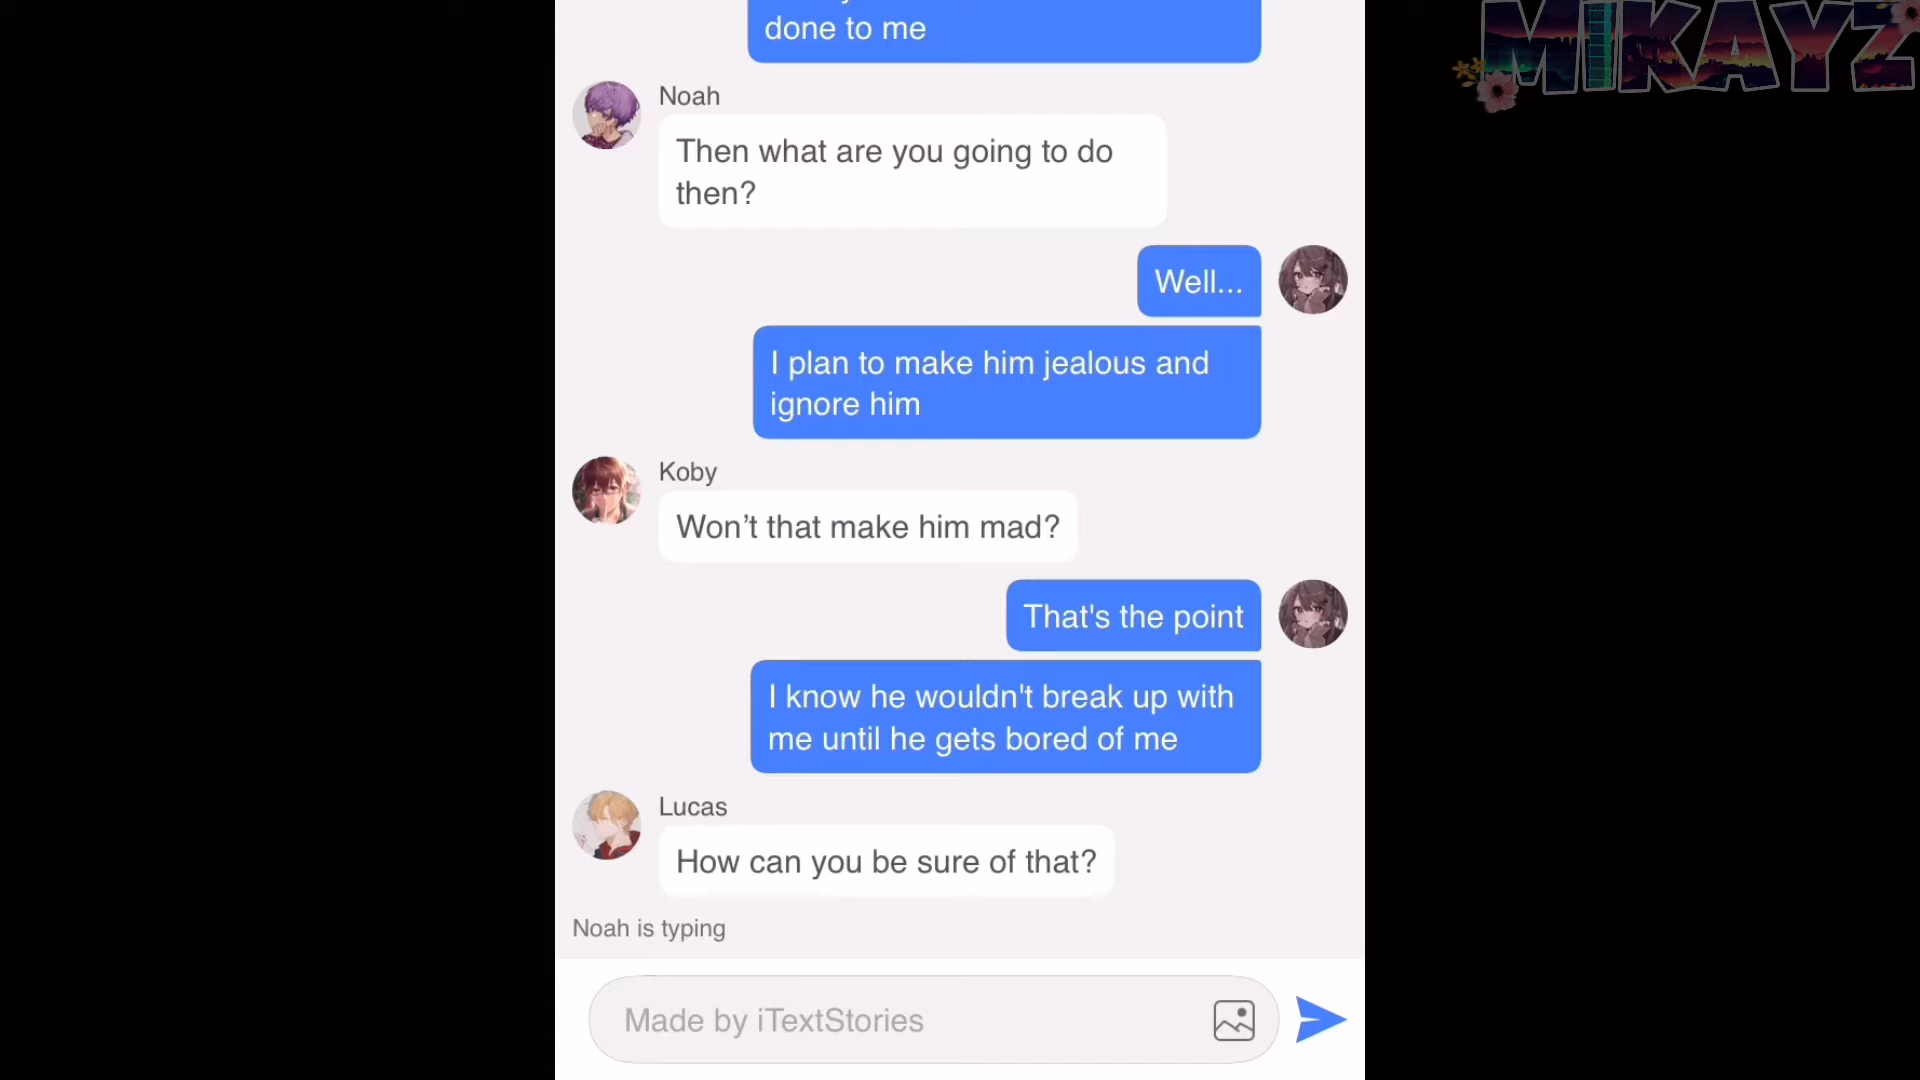 done to me
MIKAYZ
Noah
Then what are you going to do
then?
Well...
I plan to make him jealous and
ignore him
Koby
Won’t that make him mad?
That's the point
I know he wouldn't break up with
me until he gets bored of me
Lucas
How can you be sure of that?
Noah is typing
Made by iTextStories